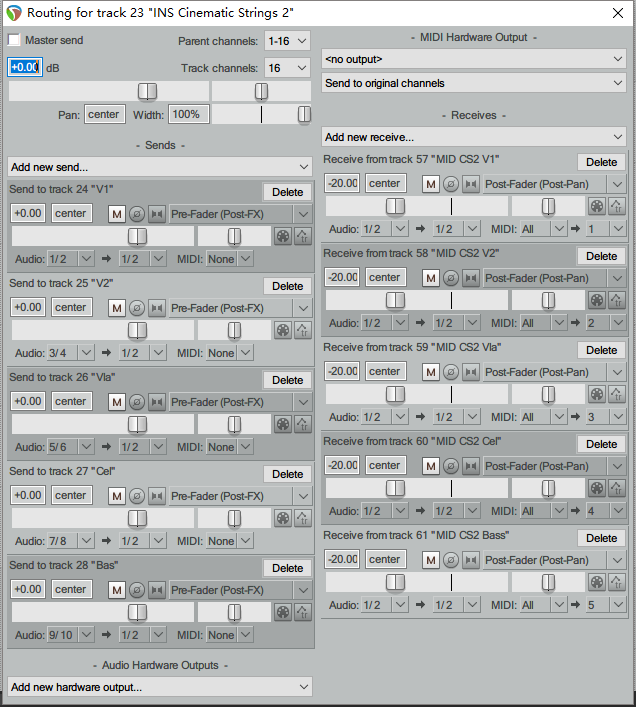 Routing for track 23 "INS Cinematic Strings 2"
Master send
Parent channels: 1-16
+0.00 dB
Track channels: 16
Pan: center Width: 100%
- Sends -
Add new send...
Send to track 24 "V1" Delete
+0.00 center M Pre-Fader (Post-FX)
Audio: 1/ 2 1/ 2 MIDI: None
Send to track 25 "V2" Delete
+0.00 center M Pre-Fader (Post-FX)
Audio: 3/ 4 1/ 2 MIDI: None
Send to track 26 "Vla" Delete
+0.00 center M Pre-Fader (Post-FX)
Audio: 5/ 6 1/ 2 MIDI: None
Send to track 27 "Cel" Delete
+0.00 center M Pre-Fader (Post-FX)
Audio: 7/ 8 1/ 2 MIDI: None
Send to track 28 "Bas" Delete
+0.00 center M Pre-Fader (Post-FX)
Audio: 9/ 10 1/ 2 MIDI: None
- Audio Hardware Outputs -
Add new hardware output...
- MIDI Hardware Output -
<no output>
Send to original channels
- Receives -
Add new receive...
Receive from track 57 "MID CS2 V1" Delete
-20.00 center M Post-Fader (Post-Pan)
Audio: 1/ 2 1/ 2 MIDI: All 1
Receive from track 58 "MID CS2 V2" Delete
-20.00 center M Post-Fader (Post-Pan)
Audio: 1/ 2 1/ 2 MIDI: All 2
Receive from track 59 "MID CS2 Vla" Delete
-20.00 center M Post-Fader (Post-Pan)
Audio: 1/ 2 1/ 2 MIDI: All 3
Receive from track 60 "MID CS2 Cel" Delete
-20.00 center M Post-Fader (Post-Pan)
Audio: 1/ 2 1/ 2 MIDI: All 4
Receive from track 61 "MID CS2 Bass" Delete
-20.00 center M Post-Fader (Post-Pan)
Audio: 1/ 2 1/ 2 MIDI: All 5